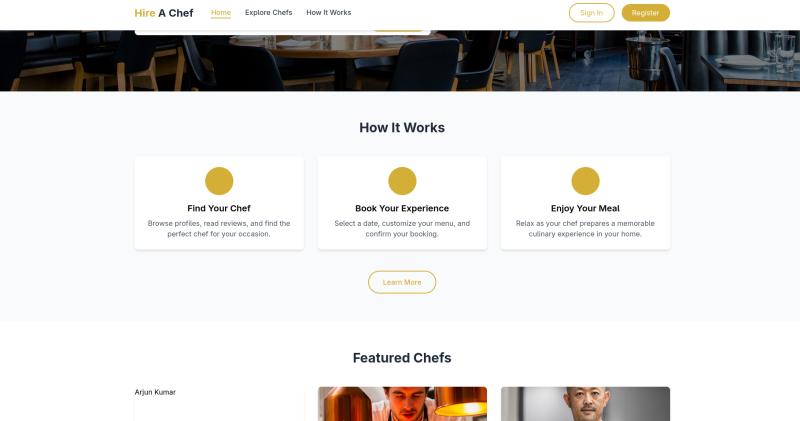 Hire A Chef
Home
Explore Chefs
How It Works
Sign In
Register
How It Works
Find Your Chef
Browse profiles, read reviews, and find the
perfect chef for your occasion.
Book Your Experience
Select a date, customize your menu, and
confirm your booking.
Enjoy Your Meal
Relax as your chef prepares a memorable
culinary experience in your home.
Learn More
Featured Chefs
Arjun Kumar